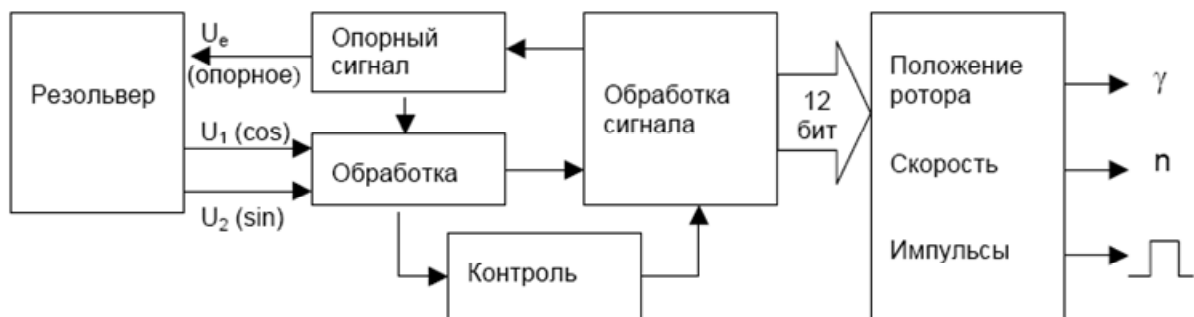 Резольвер
U₁ (cos)
U₂ (sin)
Uₑ
(опорное)
Опорный
сигнал
Обработка
Контроль
Обработка
сигнала
12
бит
Положение
ротора
Скорость
Импульсы
γ
n